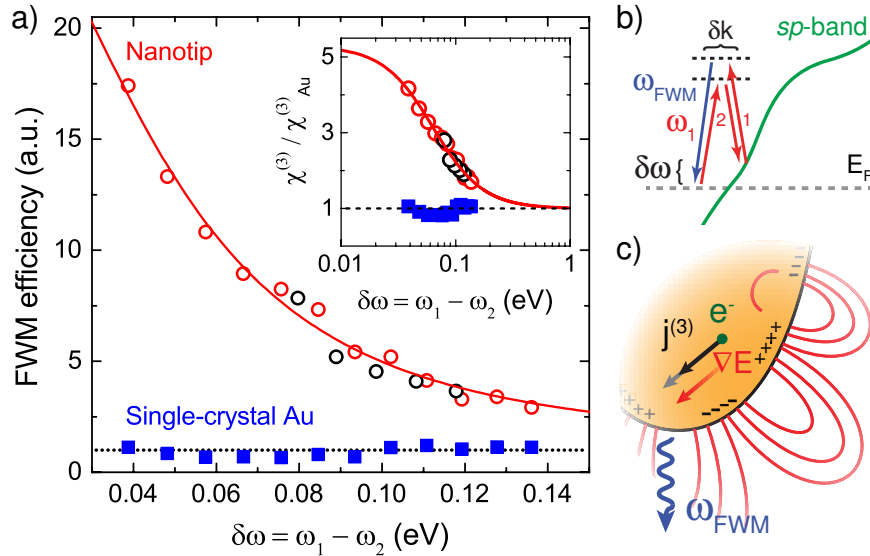 a)
FWM efficiency (a.u.)
20
15
10
5
0
Nanotip
Single-crystal Au
0.04 0.06 0.08 0.10 0.12 0.14
δω = ω₁ − ω₂ (eV)
χ⁽³⁾ / χ⁽³⁾Au
5
3
1
0.01 0.1 1
δω = ω₁ − ω₂ (eV)
b)
δk
sp-band
ωFWM
ω₁
2 1
δω {
EF
c)
e⁻
j⁽³⁾
∇E
+ + + +
− − − −
+ + + +
− − − −
ωFWM